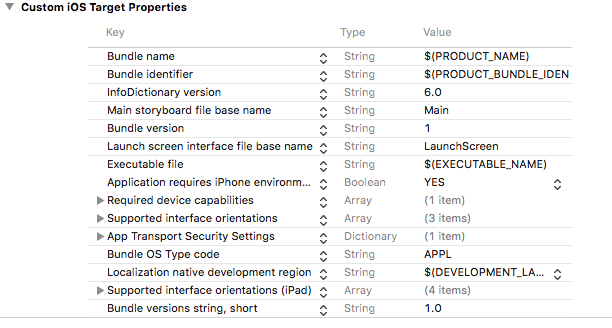 Custom iOS Target Properties
Key Type Value
Bundle name String $(PRODUCT_NAME)
Bundle identifier String $(PRODUCT_BUNDLE_IDEN
InfoDictionary version String 6.0
Main storyboard file base name String Main
Bundle version String 1
Launch screen interface file base name String LaunchScreen
Executable file String $(EXECUTABLE_NAME)
Application requires iPhone environm... Boolean YES
Required device capabilities Array (1 item)
Supported interface orientations Array (3 items)
App Transport Security Settings Dictionary (1 item)
Bundle OS Type code String APPL
Localization native development region String $(DEVELOPMENT_LA...
Supported interface orientations (iPad) Array (4 items)
Bundle versions string, short String 1.0